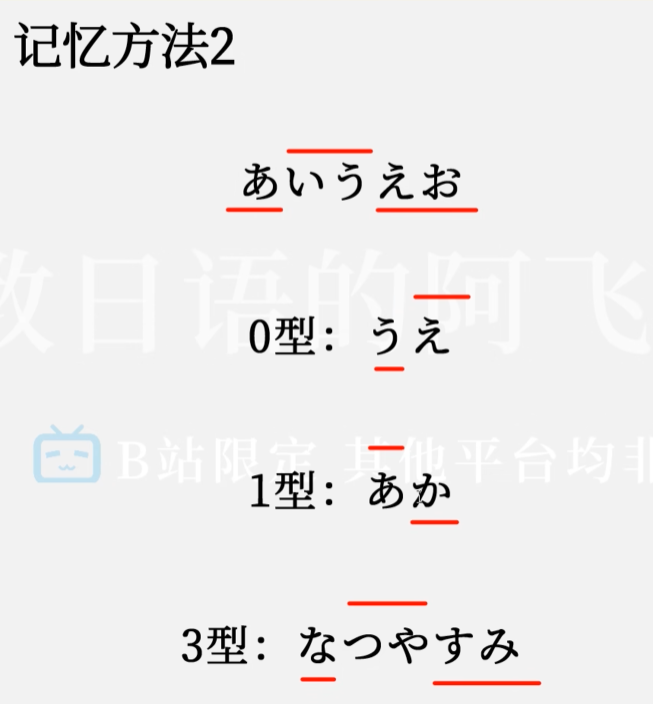 记忆方法2
あいうえお
教日语的阿飞
0型：うえ
B站限定 其他平台均非
1型：あか
3型：なつやすみ